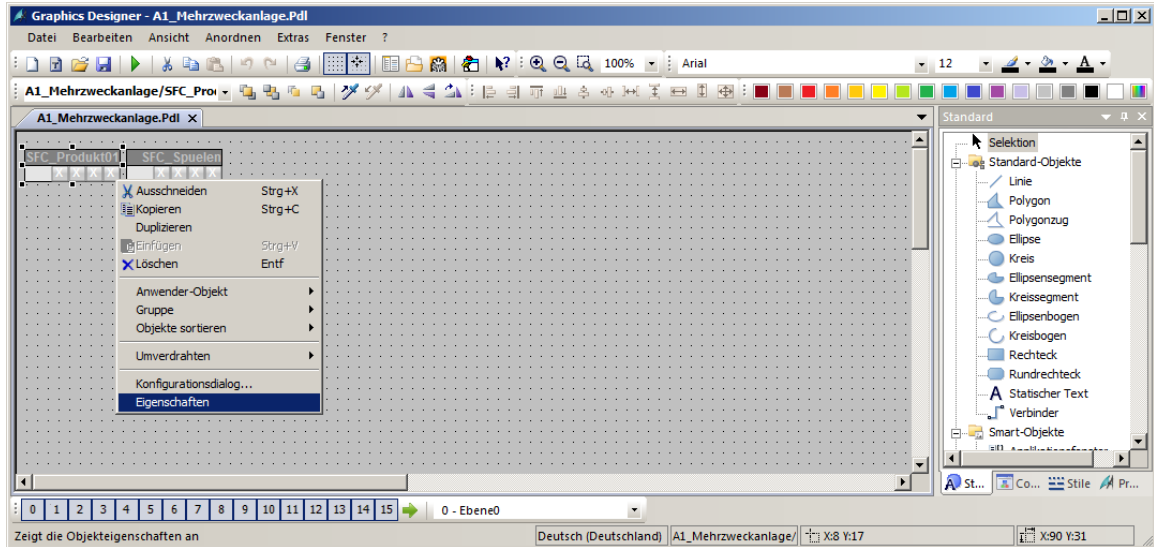 Graphics Designer - A1_Mehrzweckanlage.Pdl
Datei Bearbeiten Ansicht Anordnen Extras Fenster ?
100% Arial 12
A1_Mehrzweckanlage/SFC_Pro
A1_Mehrzweckanlage.Pdl X
Standard
SFC_Produkt01 SFC_Spuelen
X X X X X X X X
Ausschneiden Strg+X
Kopieren Strg+C
Duplizieren
Einfügen Strg+V
Löschen Entf
Anwender-Objekt
Gruppe
Objekte sortieren
Umverdrahten
Konfigurationsdialog...
Eigenschaften
Selektion
Standard-Objekte
Linie
Polygon
Polygonzug
Ellipse
Kreis
Ellipsensegment
Kreissegment
Ellipsenbogen
Kreisbogen
Rechteck
Rundrechteck
A Statischer Text
Verbinder
Smart-Objekte
St... Co... Stile Pr...
0 1 2 3 4 5 6 7 8 9 10 11 12 13 14 15 0 - Ebene0
Zeigt die Objekteigenschaften an Deutsch (Deutschland) A1_Mehrzweckanlage/ X:8 Y:17 X:90 Y:31